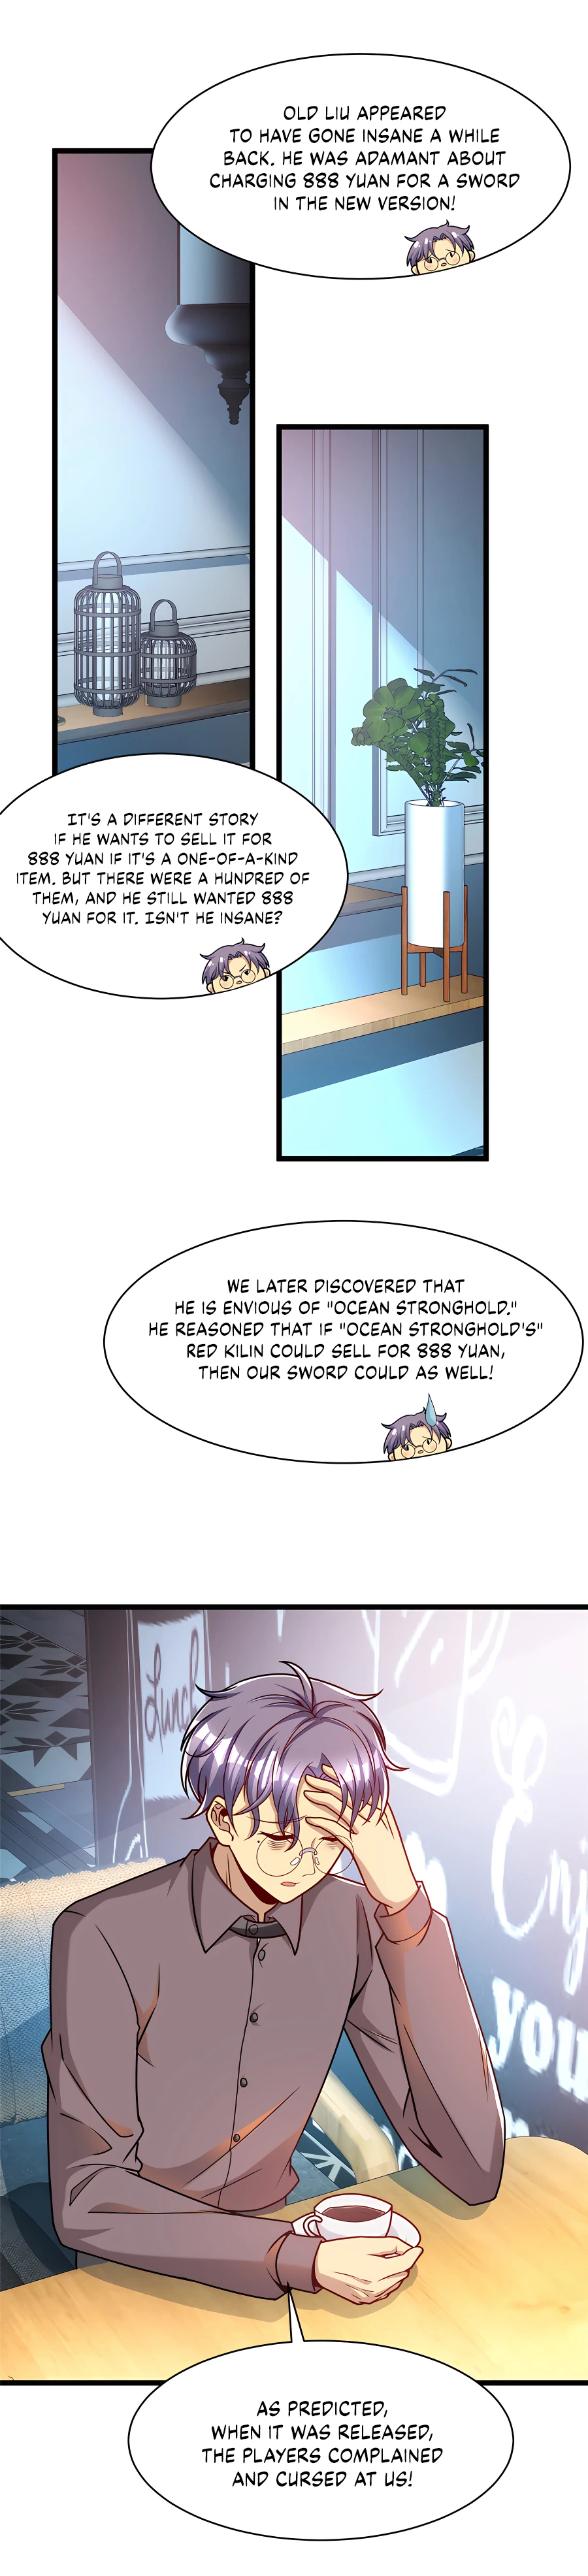 OLD LIU APPEARED
TO HAVE GONE INSANE A WHILE
BACK. HE WAS ADAMANT ABOUT
CHARGING 888 YUAN FOR A SWORD
IN THE NEW VERSION!
IT'S A DIFFERENT STORY
IF HE WANTS TO SELL IT FOR
888 YUAN IF IT'S A ONE-OF-A-KIND
ITEM. BUT THERE WERE A HUNDRED OF
THEM, AND HE STILL WANTED 888
YUAN FOR IT. ISN'T HE INSANE?
WE LATER DISCOVERED THAT
HE IS ENVIOUS OF "OCEAN STRONGHOLD."
HE REASONED THAT IF "OCEAN STRONGHOLD'S"
RED KILIN COULD SELL FOR 888 YUAN,
THEN OUR SWORD COULD AS WELL!
Lunch
Enj
you
AS PREDICTED,
WHEN IT WAS RELEASED,
THE PLAYERS COMPLAINED
AND CURSED AT US!